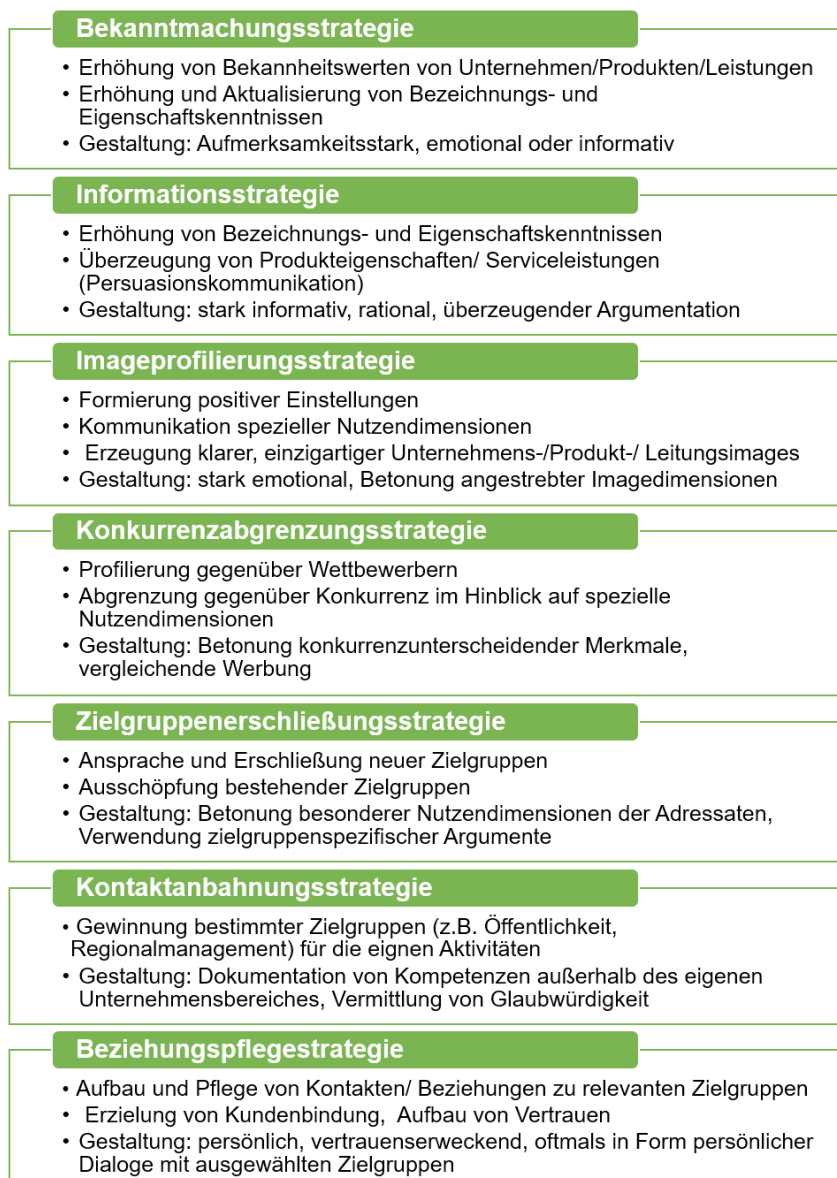 Bekanntmachungsstrategie
• Erhöhung von Bekannheitswerten von Unternehmen/Produkten/Leistungen
• Erhöhung und Aktualisierung von Bezeichnungs- und
Eigenschaftskenntnissen
• Gestaltung: Aufmerksamkeitsstark, emotional oder informativ
Informationsstrategie
• Erhöhung von Bezeichnungs- und Eigenschaftskenntnissen
• Überzeugung von Produkteigenschaften/ Serviceleistungen
(Persuasionskommunikation)
• Gestaltung: stark informativ, rational, überzeugender Argumentation
Imageprofilierungsstrategie
• Formierung positiver Einstellungen
• Kommunikation spezieller Nutzendimensionen
• Erzeugung klarer, einzigartiger Unternehmens-/Produkt-/ Leitungsimages
• Gestaltung: stark emotional, Betonung angestrebter Imagedimensionen
Konkurrenzabgrenzungsstrategie
• Profilierung gegenüber Wettbewerbern
• Abgrenzung gegenüber Konkurrenz im Hinblick auf spezielle
Nutzendimensionen
• Gestaltung: Betonung konkurrenzunterscheidender Merkmale,
vergleichende Werbung
Zielgruppenerschließungsstrategie
• Ansprache und Erschließung neuer Zielgruppen
• Ausschöpfung bestehender Zielgruppen
• Gestaltung: Betonung besonderer Nutzendimensionen der Adressaten,
Verwendung zielgruppenspezifischer Argumente
Kontaktanbahnungsstrategie
• Gewinnung bestimmter Zielgruppen (z.B. Öffentlichkeit,
Regionalmanagement) für die eignen Aktivitäten
• Gestaltung: Dokumentation von Kompetenzen außerhalb des eigenen
Unternehmensbereiches, Vermittlung von Glaubwürdigkeit
Beziehungspflegestrategie
• Aufbau und Pflege von Kontakten/ Beziehungen zu relevanten Zielgruppen
• Erzielung von Kundenbindung, Aufbau von Vertrauen
• Gestaltung: persönlich, vertrauenserweckend, oftmals in Form persönlicher
Dialoge mit ausgewählten Zielgruppen